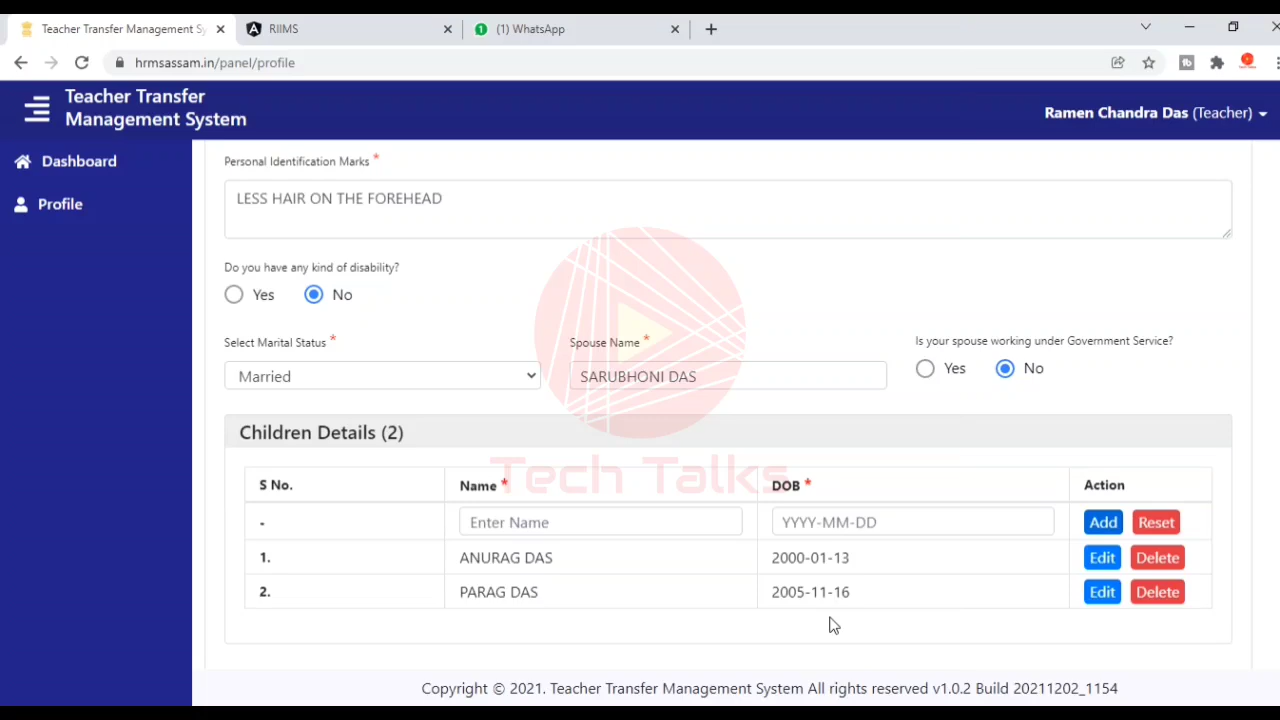 Teacher Transfer Management Sy
RIIMS
(1) WhatsApp
hrmsassam.in/panel/profile
Teacher Transfer
Management System
Ramen Chandra Das (Teacher)
Dashboard
Profile
Personal Identification Marks *
LESS HAIR ON THE FOREHEAD
Do you have any kind of disability?
Yes No
Select Marital Status * Spouse Name * Is your spouse working under Government Service?
Married SARUBHONI DAS Yes No
Children Details (2)
Tech Talks
S No. Name * DOB * Action
- Enter Name YYYY-MM-DD Add Reset
1. ANURAG DAS 2000-01-13 Edit Delete
2. PARAG DAS 2005-11-16 Edit Delete
Copyright © 2021. Teacher Transfer Management System All rights reserved v1.0.2 Build 20211202_1154